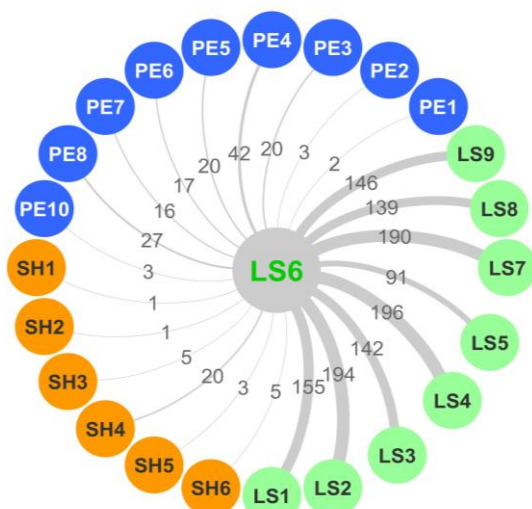 PE4
PE5
PE3
PE6
PE2
PE7
PE1
PE8
LS9
PE10
LS8
SH1
LS7
SH2
LS5
SH3
LS4
SH4
LS3
SH5
SH6
LS1
LS2
LS6
42
20
20
3
17
2
16
146
27
139
3
190
1
91
1
196
5
142
20
194
3
5
155